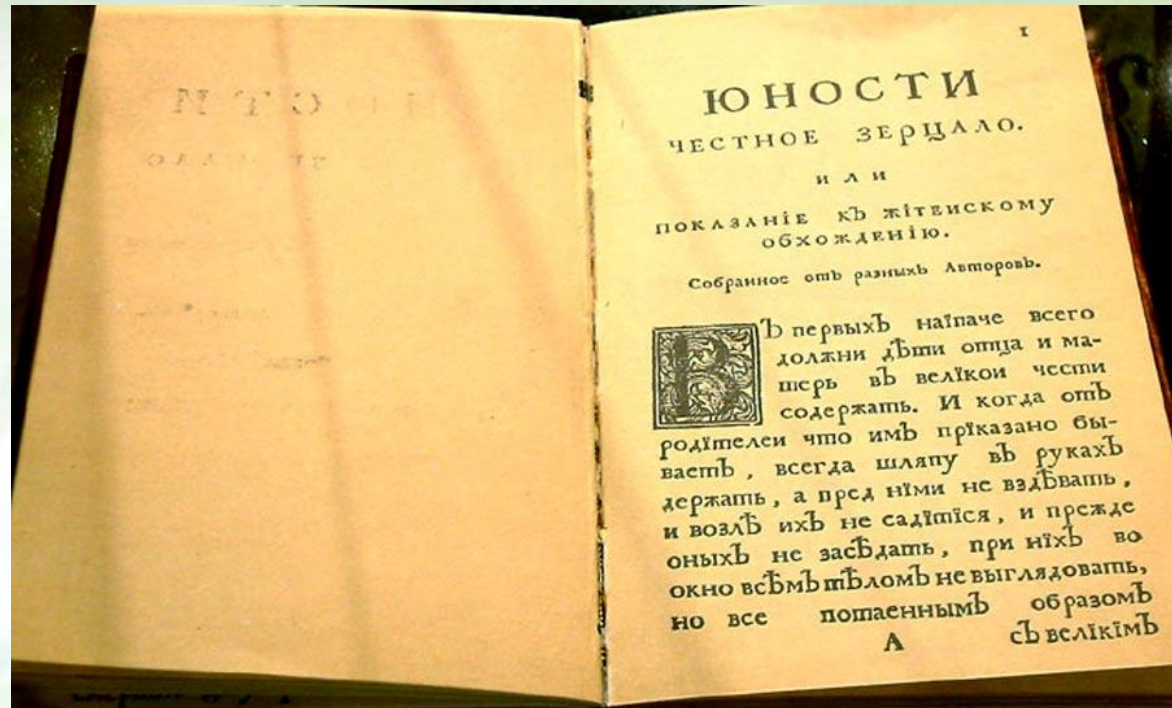 I
ЮНОСТИ
ЧЕСТНОЕ ЗЕРЦАЛО.
ИЛИ
ПОКАЗАНІЕ КЪ ЖІТЕИСКОМУ
ОБХОЖДЕНІЮ.
Собранное отъ разныхъ Авторовъ.
ВЪ первыхъ наіпаче всего
должни дѣти отца и ма-
терь въ велікои чести
содержать. И когда отъ
родітелеи что имъ пріказано бы-
ваетъ, всегда шляпу въ рукахъ
держать, а пред німи не вздѣвать,
и возлѣ ихъ не садітіся, и прежде
оныхъ не засѣдать, при ніхъ во
окно всѣмъ тѣломъ не выглядовать,
но все потаеннымъ образомъ
А съ велікімъ